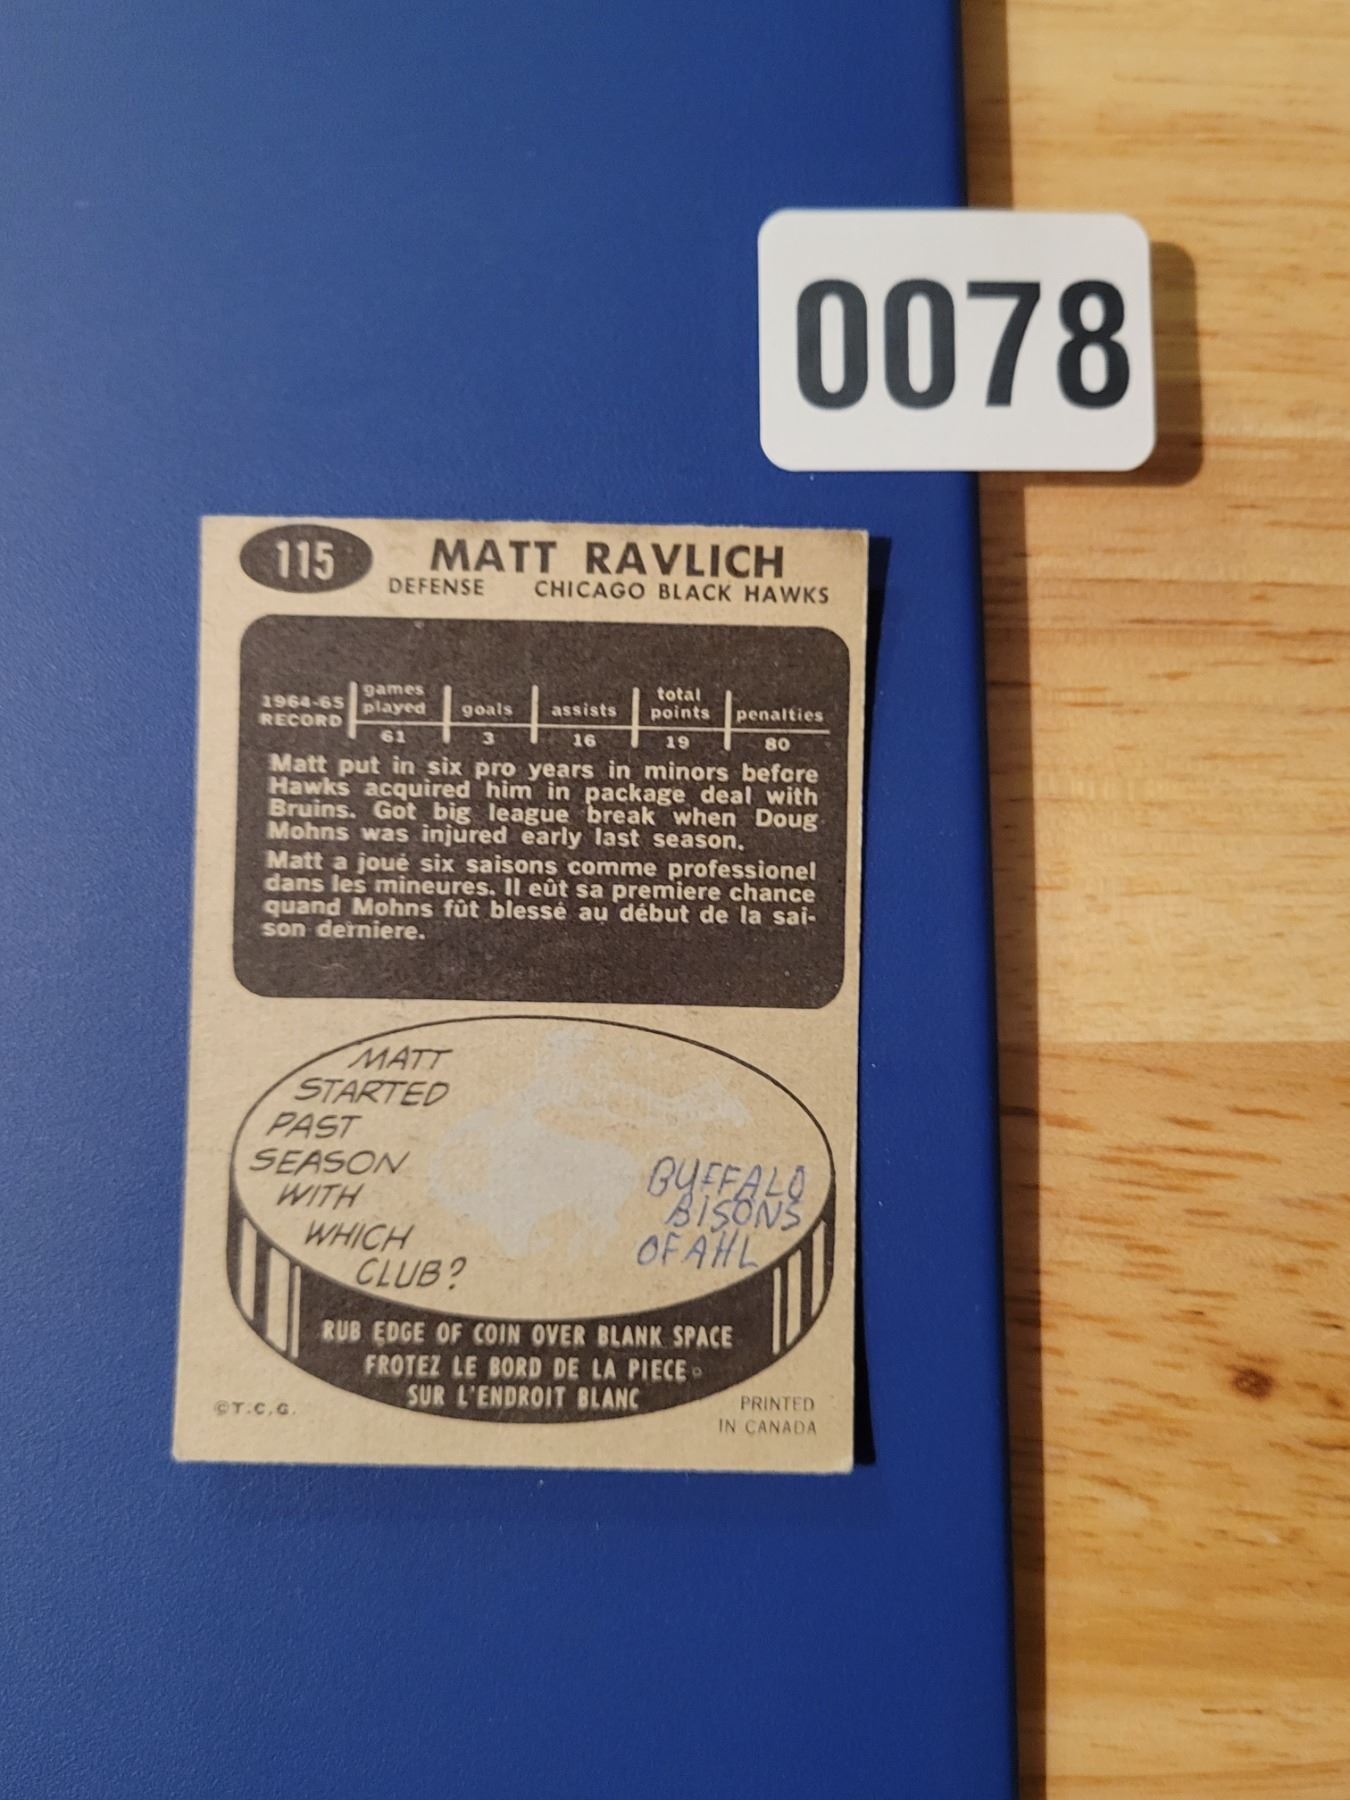 0078
115
MATT RAVLICH
DEFENSE CHICAGO BLACK HAWKS
1964-65 RECORD games played goals assists total points penalties
61 3 16 19 80
Matt put in six pro years in minors before
Hawks acquired him in package deal with
Bruins. Got big league break when Doug
Mohns was injured early last season.
Matt a joué six saisons comme professionel
dans les mineures. Il eût sa premiere chance
quand Mohns fût blessé au début de la sai-
son derniere.
MATT
STARTED
PAST
SEASON
WITH
WHICH
CLUB?
BUFFALO
BISONS
OF AHL
RUB EDGE OF COIN OVER BLANK SPACE
FROTEZ LE BORD DE LA PIECE
SUR L'ENDROIT BLANC
©T.C.G.
PRINTED
IN CANADA